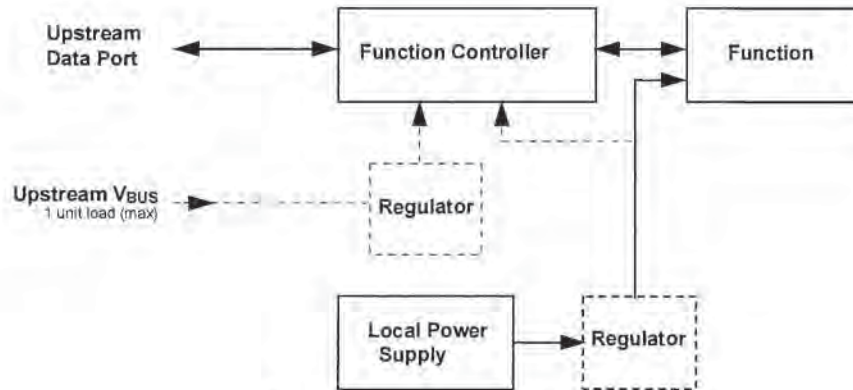 Upstream
Data Port
Function Controller
Function
Upstream VBUS
1 unit load (max)
Regulator
Local Power
Supply
Regulator